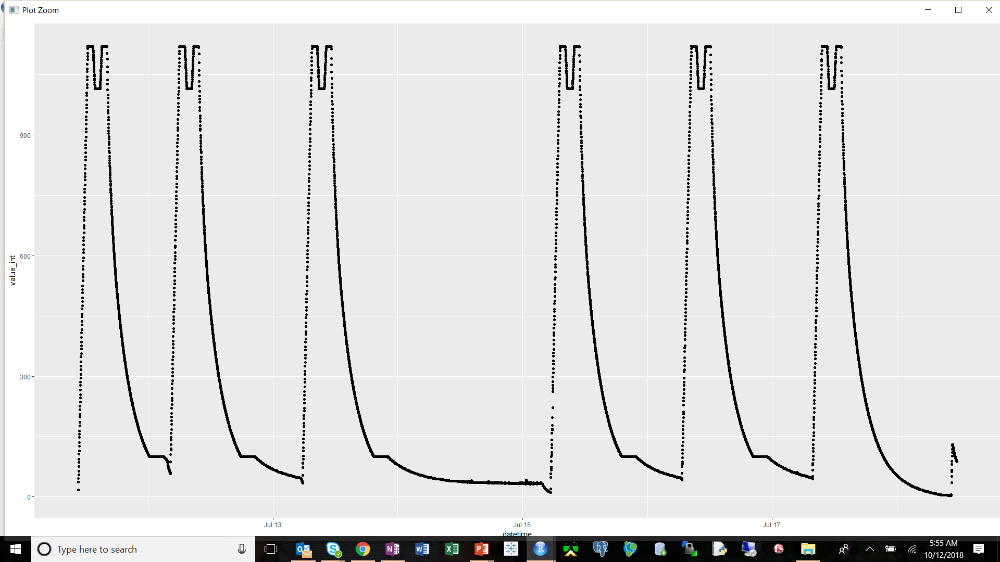 Plot Zoom
900
600
300
0
value_int
Jul 13
Jul 15
Jul 17
datetime
Type here to search
5:55 AM
10/12/2018